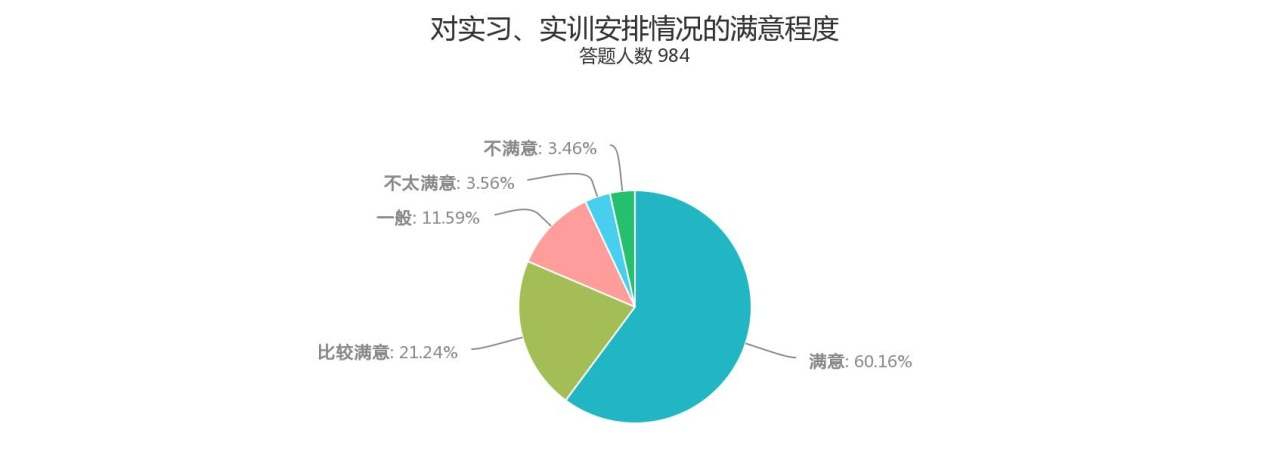 对实习、实训安排情况的满意程度
答题人数 984
不满意: 3.46%
不太满意: 3.56%
一般: 11.59%
比较满意: 21.24%
满意: 60.16%